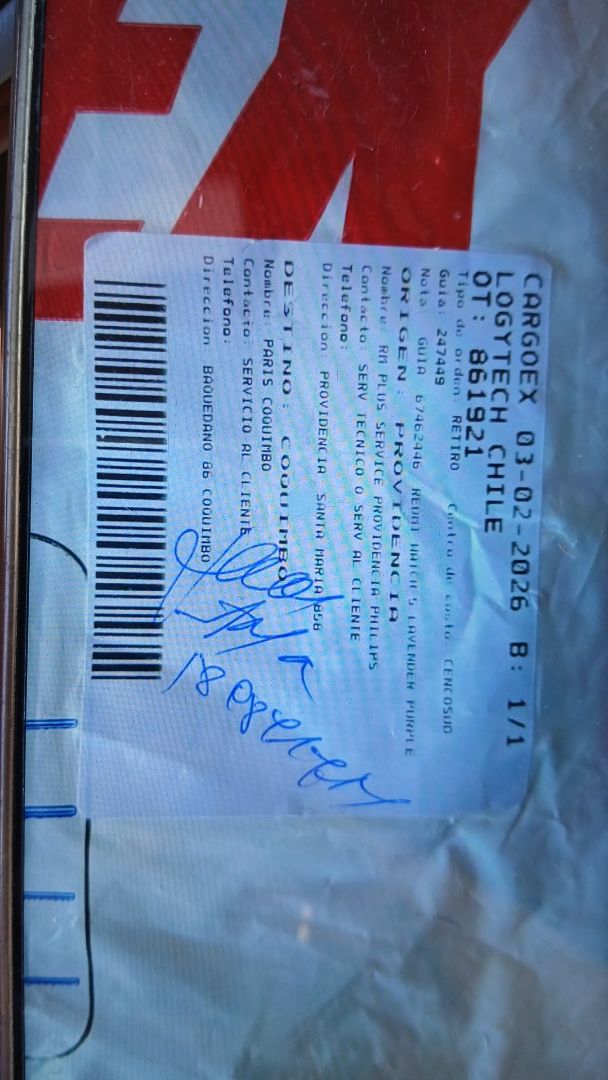 CARGOEX 03-02-2026 B: 1/1
LOGYTECH CHILE
OT: 861921
Tipo de orden: RETIRO Centro de costo: CENCOSUD
Guia: 247449
Nota: GUIA 67462446 REDMI WATCH 5 LAVENDER PURPLE
ORIGEN: PROVIDENCIA
Nombre: RM PLUS SERVICE PROVIDENCIA PHILIPS
Contacto: SERV TECNICO O SERV AL CLIENTE
Telefono:
Direccion: PROVIDENCIA SANTA MARIA 856
DESTINO: COQUIMBO
Nombre: PARIS COQUIMBO
Contacto: SERVICIO AL CLIENTE
Telefono:
Direccion: BAQUEDANO 86 COQUIMBO